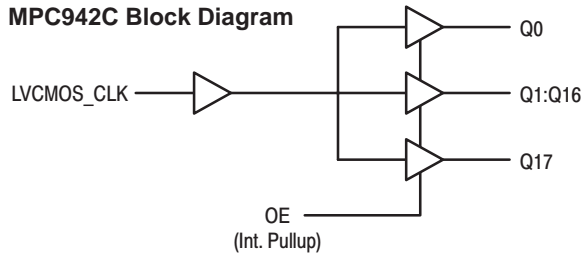 MPC942C Block Diagram
Q0
LVCMOS_CLK
Q1:Q16
Q17
OE
(Int. Pullup)